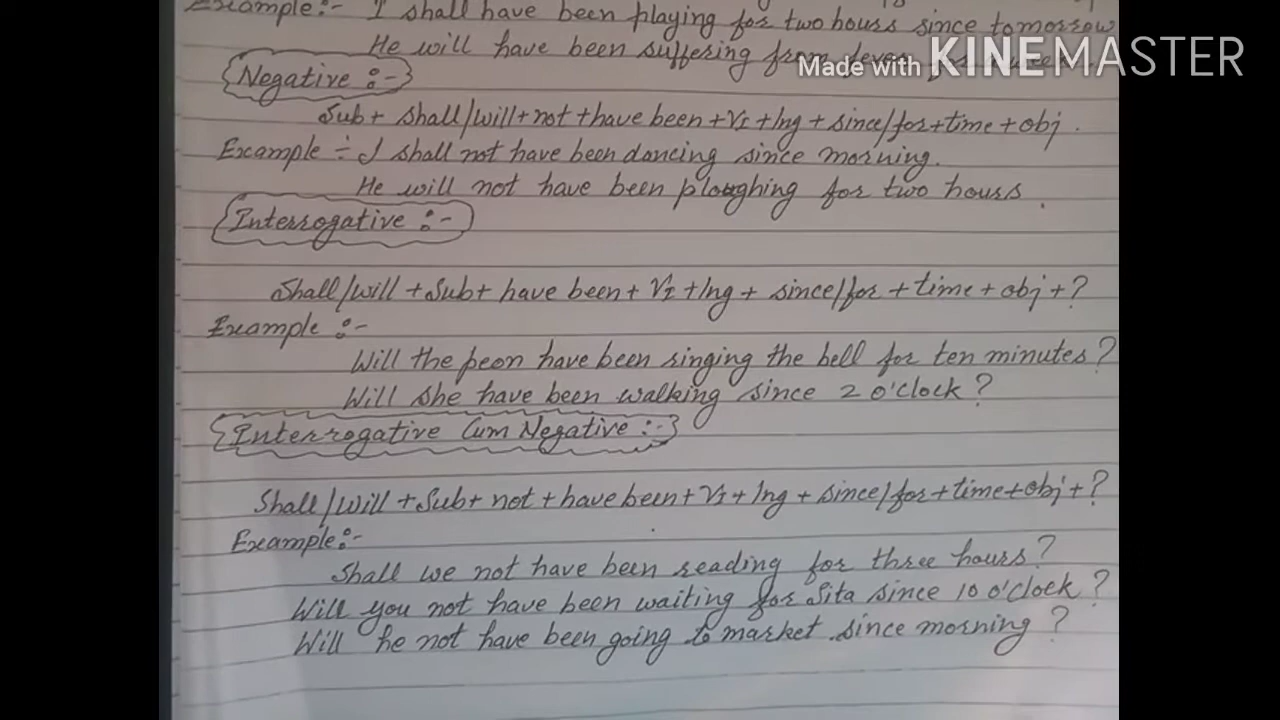 Example:- I shall have been playing for two hours since tomorrow
He will have been suffering from fever
Made with KINEMASTER
Negative :-
Sub+ shall/will+not+have been+V1+Ing+since/for+time+obj.
Example :- I shall not have been dancing since morning.
He will not have been ploughing for two hours.
Interrogative :-
Shall/will+Sub+ have been+V1+Ing+ since/for+time+obj+?
Example :-
Will the peon have been ringing the bell for ten minutes?
Will she have been walking since 2 o'clock?
Interrogative Cum Negative :-
Shall/will+Sub+ not+have been+V1+Ing+since/for+time+obj+?
Example:-
Shall we not have been reading for three hours?
Will you not have been waiting for Sita since 10 o'clock?
Will he not have been going to market since morning?